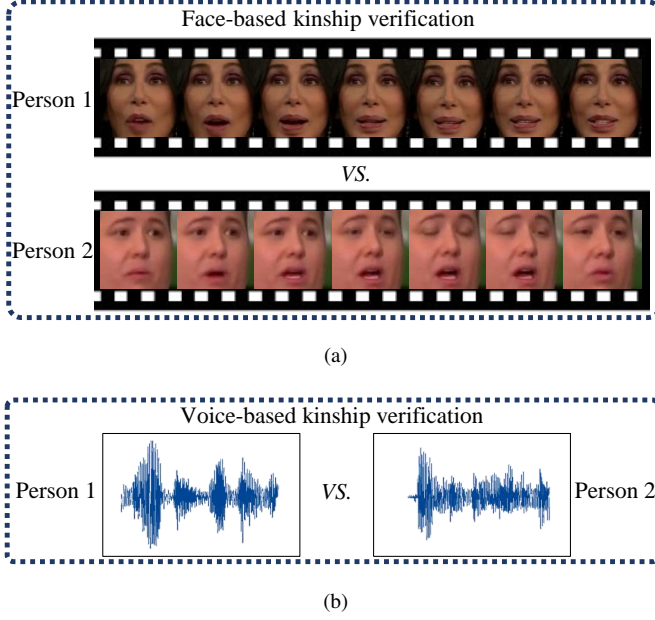 Face-based kinship verification
Person 1
VS.
Person 2
(a)
Voice-based kinship verification
Person 1
VS.
Person 2
(b)